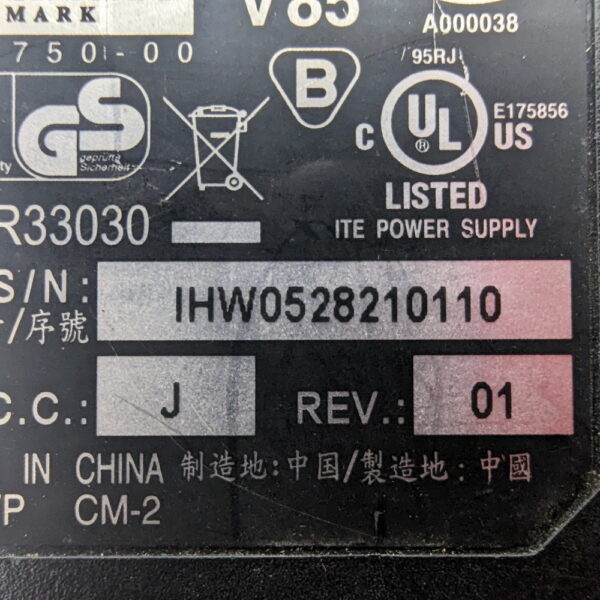 MARK
750-00
V85
A000038
B
95RJ
GS
geprüfte
Sicherheit
C UL US
®
E175856
LISTED
ITE POWER SUPPLY
R33030
S/N: IHW0528210110
/序號
C.C.: J REV.: 01
IN CHINA 制造地:中国/製造地:中國
CM-2